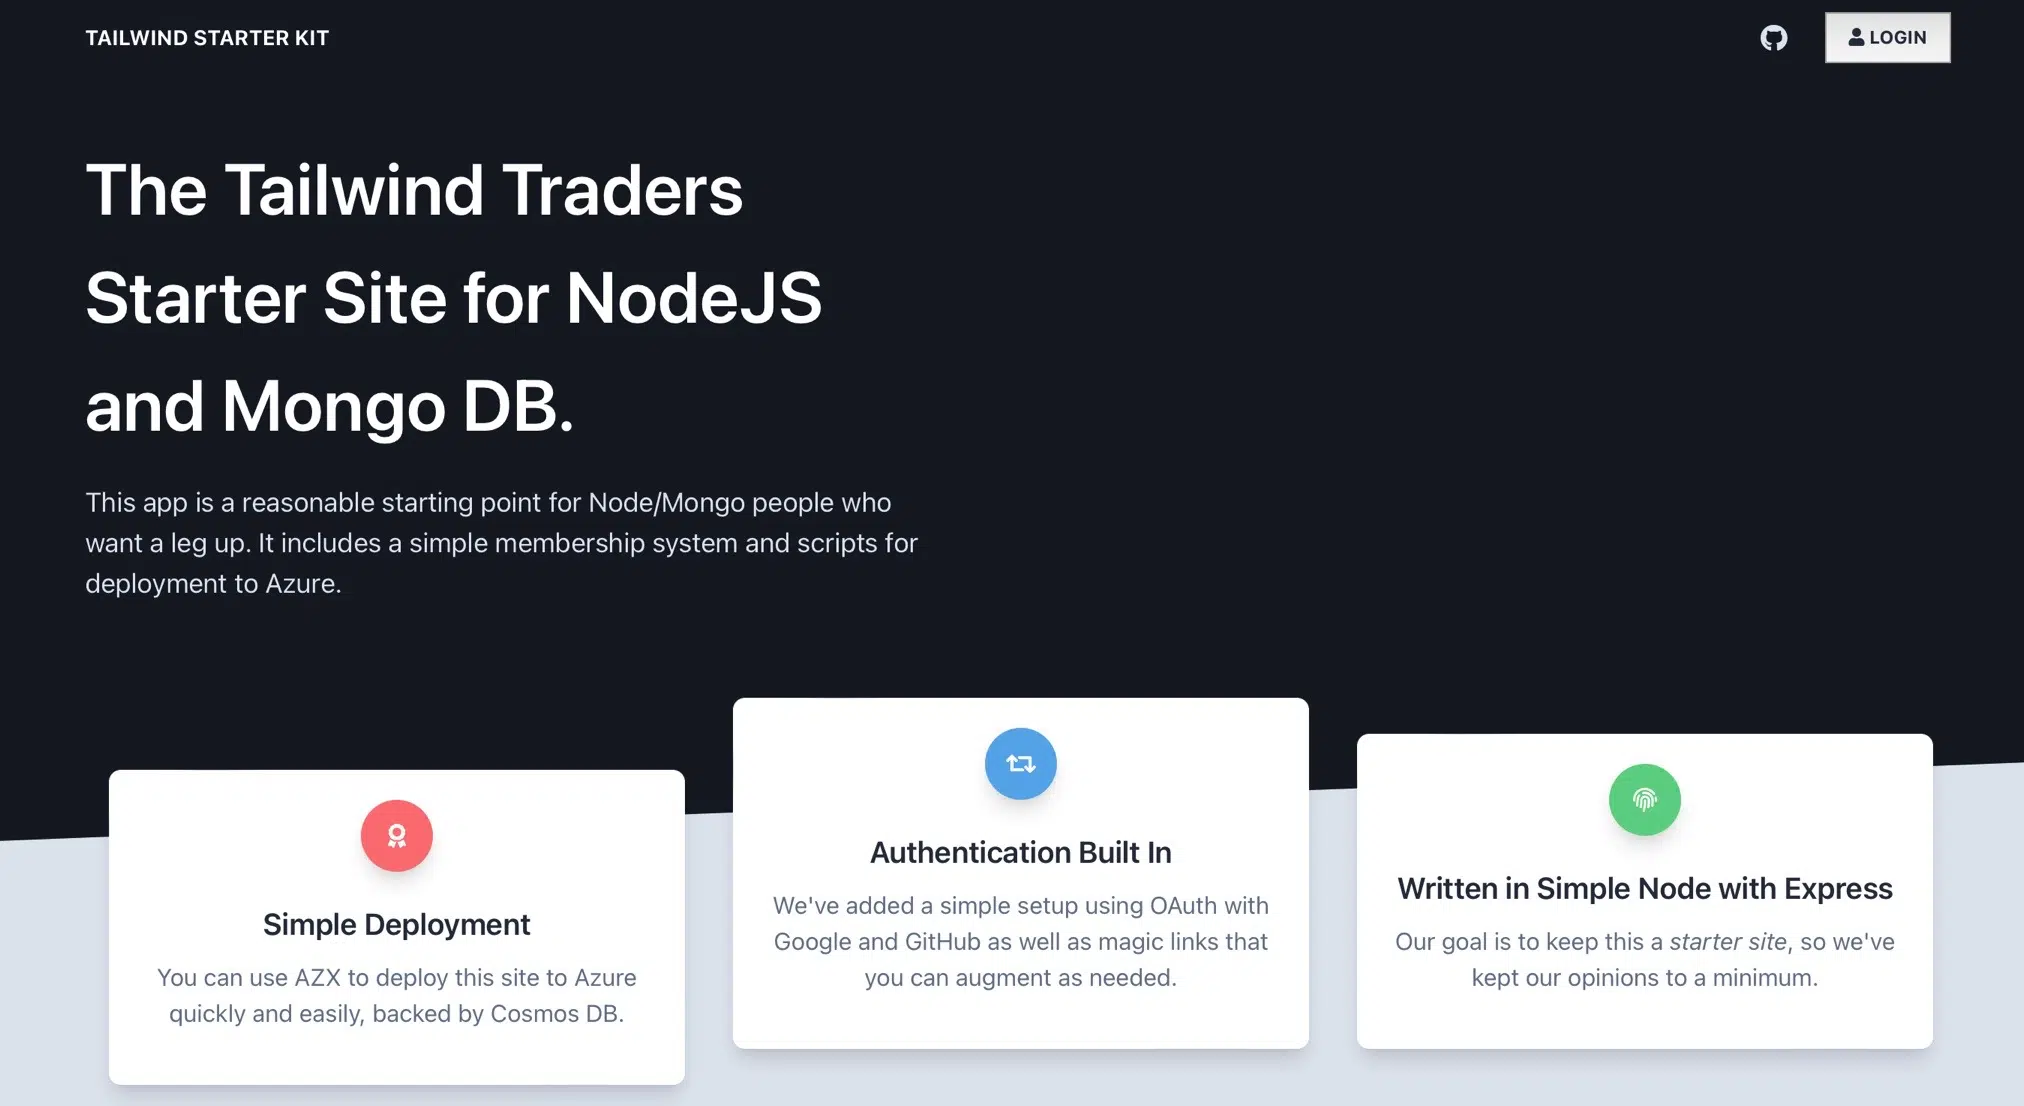 TAILWIND STARTER KIT
LOGIN
The Tailwind Traders
Starter Site for NodeJS
and Mongo DB.
This app is a reasonable starting point for Node/Mongo people who
want a leg up. It includes a simple membership system and scripts for
deployment to Azure.
Simple Deployment
You can use AZX to deploy this site to Azure
quickly and easily, backed by Cosmos DB.
Authentication Built In
We've added a simple setup using OAuth with
Google and GitHub as well as magic links that
you can augment as needed.
Written in Simple Node with Express
Our goal is to keep this a starter site, so we've
kept our opinions to a minimum.